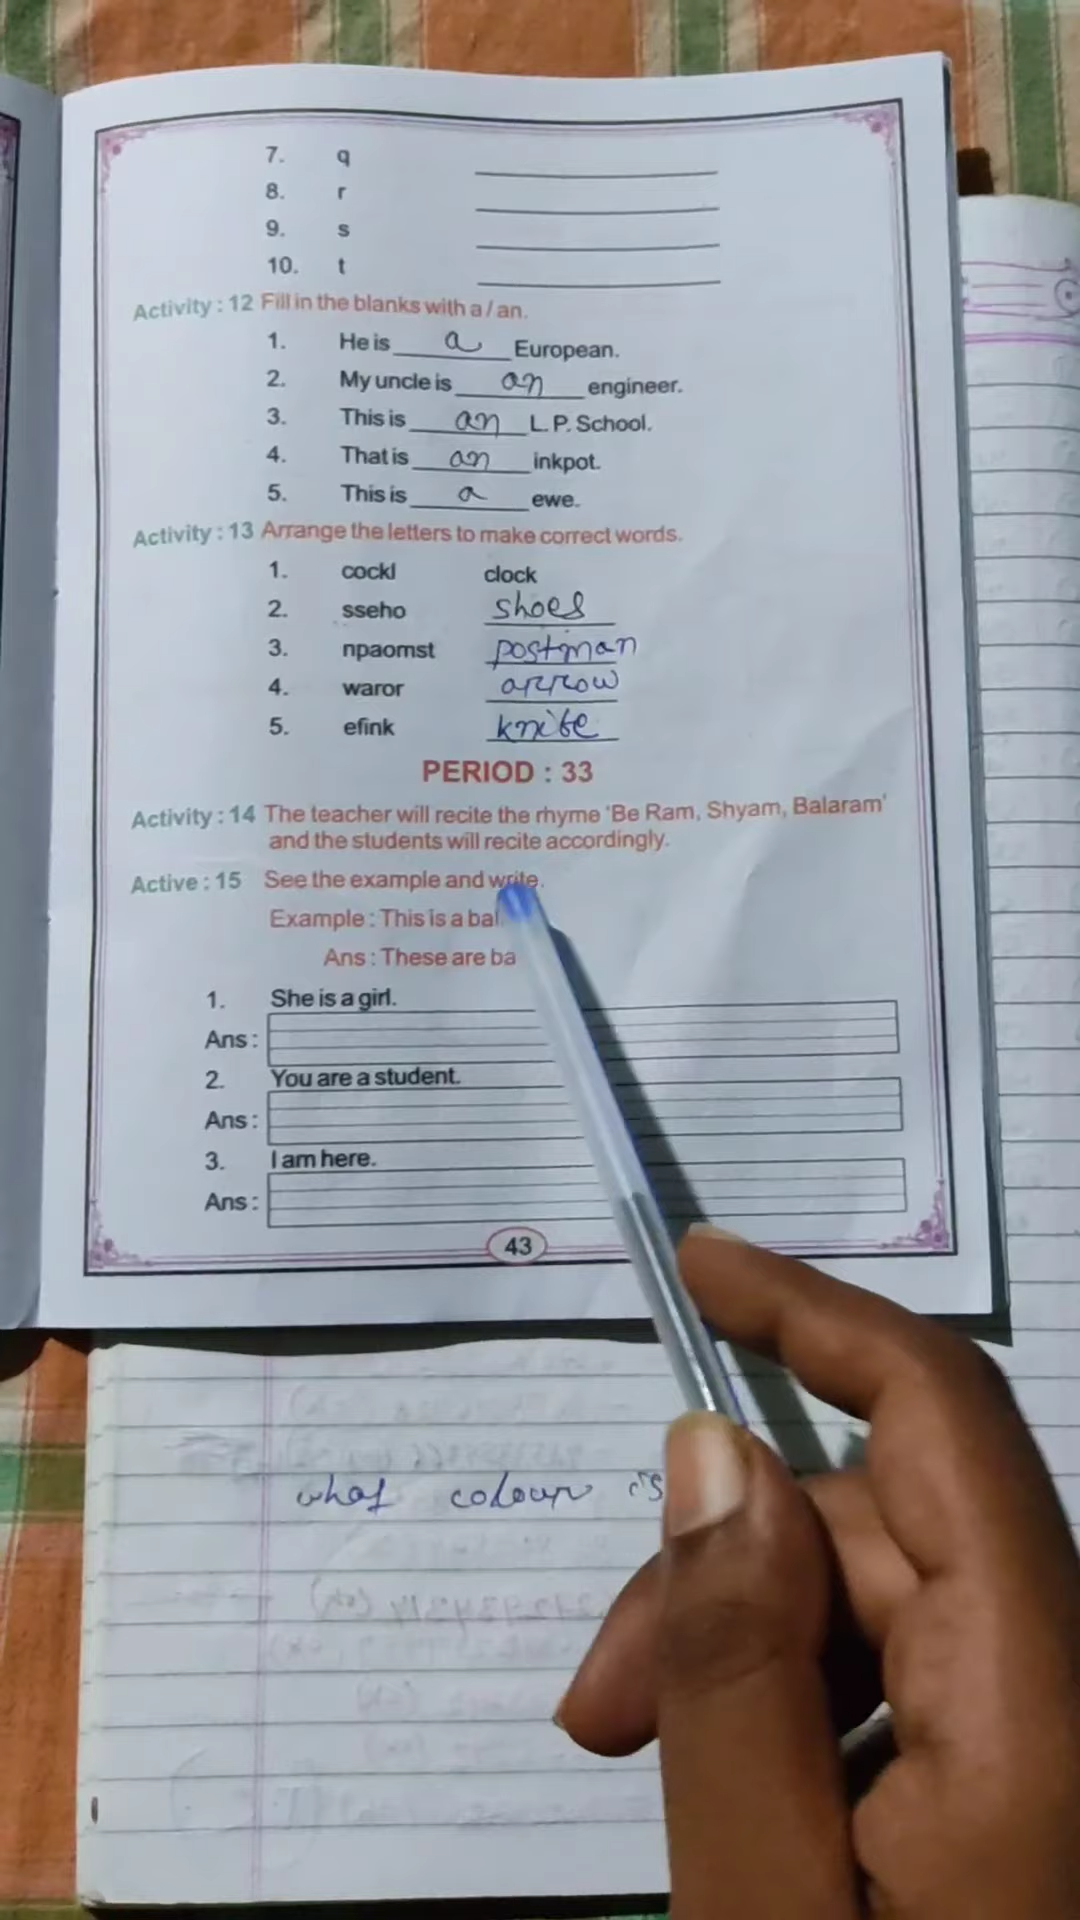 7. q
8. r
9. s
10. t
Activity : 12 Fill in the blanks with a / an.
1. He is a European.
2. My uncle is an engineer.
3. This is an L.P. School.
4. That is an inkpot.
5. This is a ewe.
Activity : 13 Arrange the letters to make correct words.
1. cockl clock
2. sseho shoes
3. npaomst postman
4. waror arrow
5. efink knife
PERIOD : 33
Activity : 14 The teacher will recite the rhyme 'Be Ram, Shyam, Balaram'
and the students will recite accordingly.
Active : 15 See the example and write.
Example : This is a
Ans : These are
1. She is a girl.
Ans :
2. You are a student.
Ans :
3. I am here.
Ans :
43
what colour is